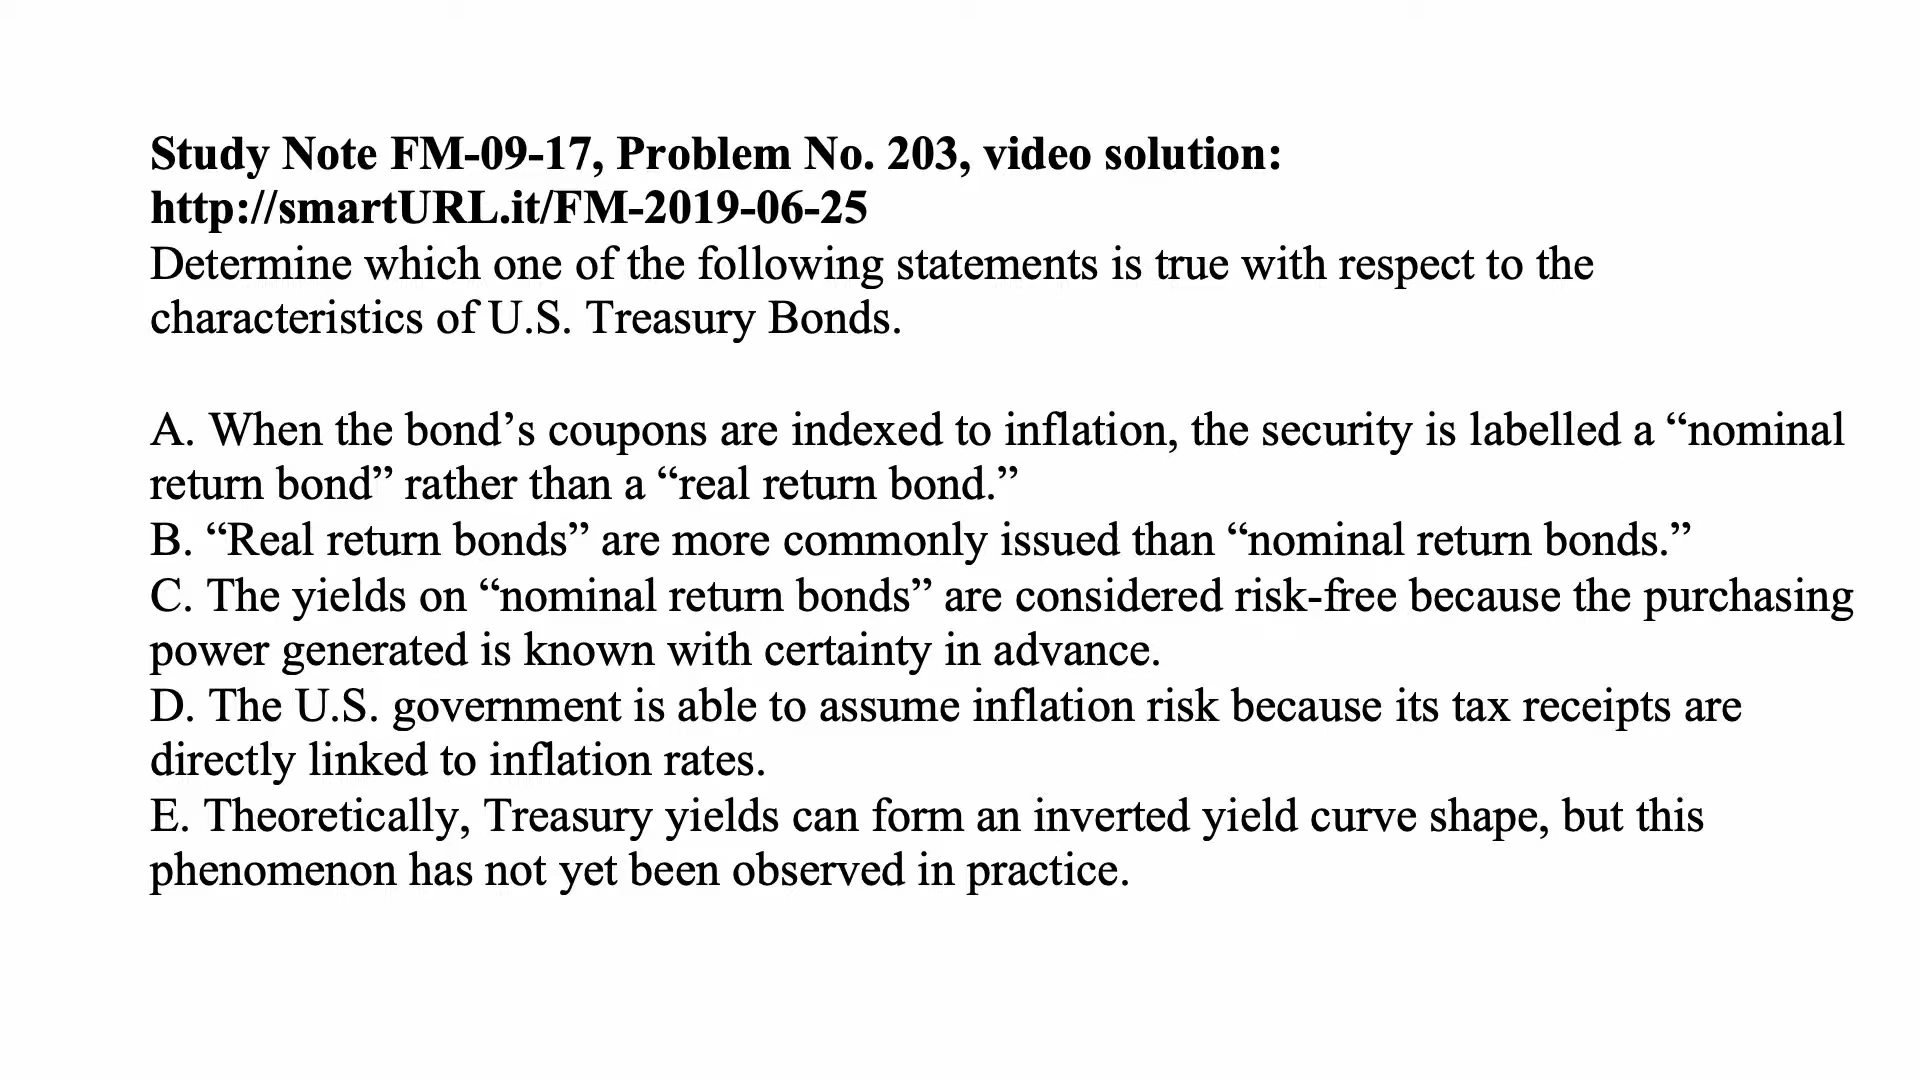 Study Note FM-09-17, Problem No. 203, video solution:
http://smartURL.it/FM-2019-06-25
Determine which one of the following statements is true with respect to the
characteristics of U.S. Treasury Bonds.
A. When the bond’s coupons are indexed to inflation, the security is labelled a “nominal
return bond” rather than a “real return bond.”
B. “Real return bonds” are more commonly issued than “nominal return bonds.”
C. The yields on “nominal return bonds” are considered risk-free because the purchasing
power generated is known with certainty in advance.
D. The U.S. government is able to assume inflation risk because its tax receipts are
directly linked to inflation rates.
E. Theoretically, Treasury yields can form an inverted yield curve shape, but this
phenomenon has not yet been observed in practice.